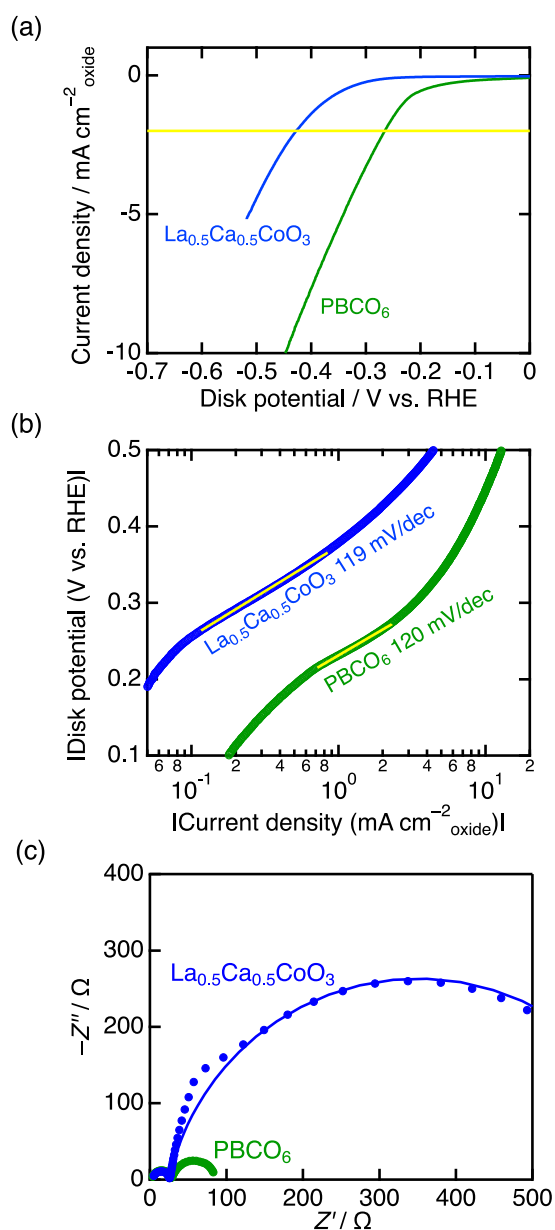 (a)
0
-5
-10
Current density / mA cm⁻²oxide
La0.5Ca0.5CoO3
PBCO6
-0.7 -0.6 -0.5 -0.4 -0.3 -0.2 -0.1 0
Disk potential / V vs. RHE
(b)
0.5
0.4
0.3
0.2
0.1
|Disk potential (V vs. RHE)|
La0.5Ca0.5CoO3 119 mV/dec
PBCO6 120 mV/dec
6 8 2 4 6 8 2 4 6 8 2
10⁻¹ 10⁰ 10¹
|Current density (mA cm⁻²oxide)|
(c)
400
300
200
100
0
-Z″ / Ω
La0.5Ca0.5CoO3
PBCO6
0 100 200 300 400 500
Z′ / Ω